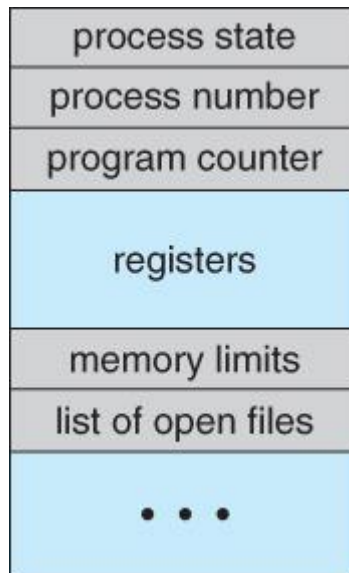 process state
process number
program counter
registers
memory limits
list of open files
• • •